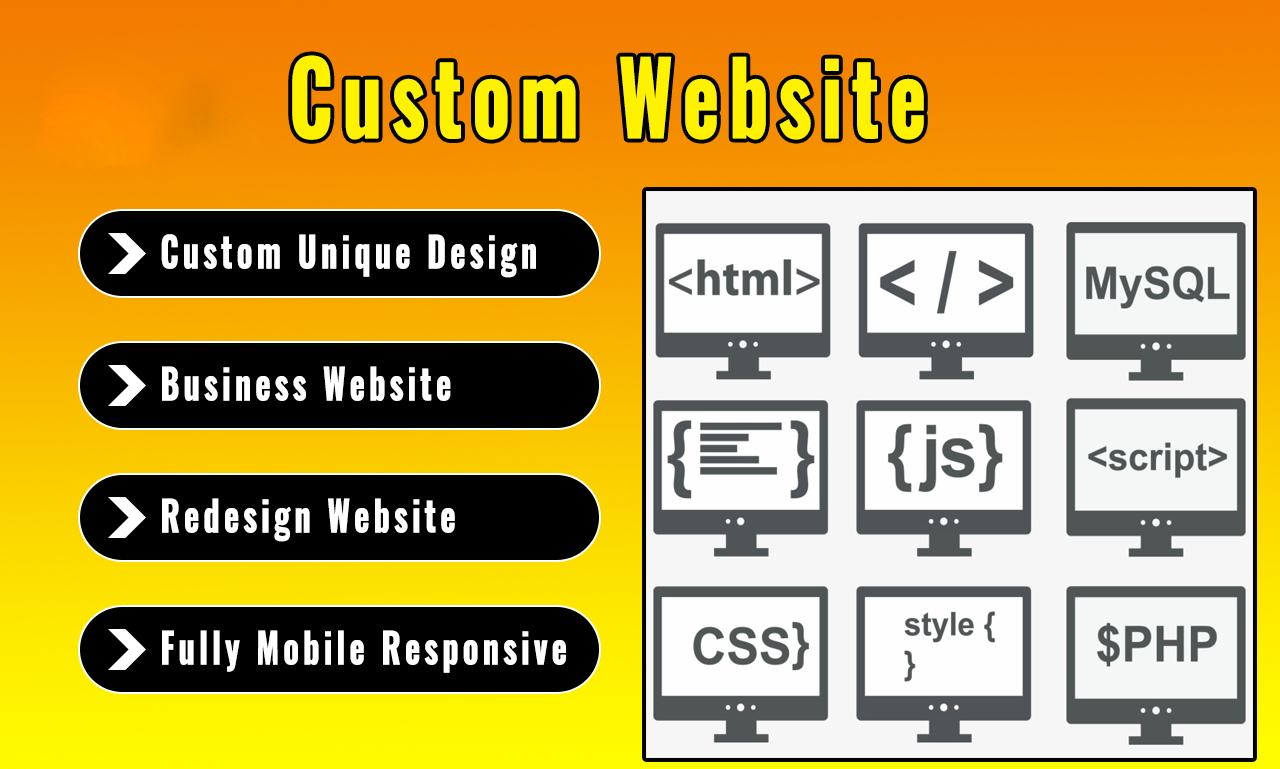 Custom Website
Custom Unique Design
Business Website
Redesign Website
Fully Mobile Responsive
<html>
< / >
MySQL
{ }
{js}
<script>
CSS}
style {
}
$PHP